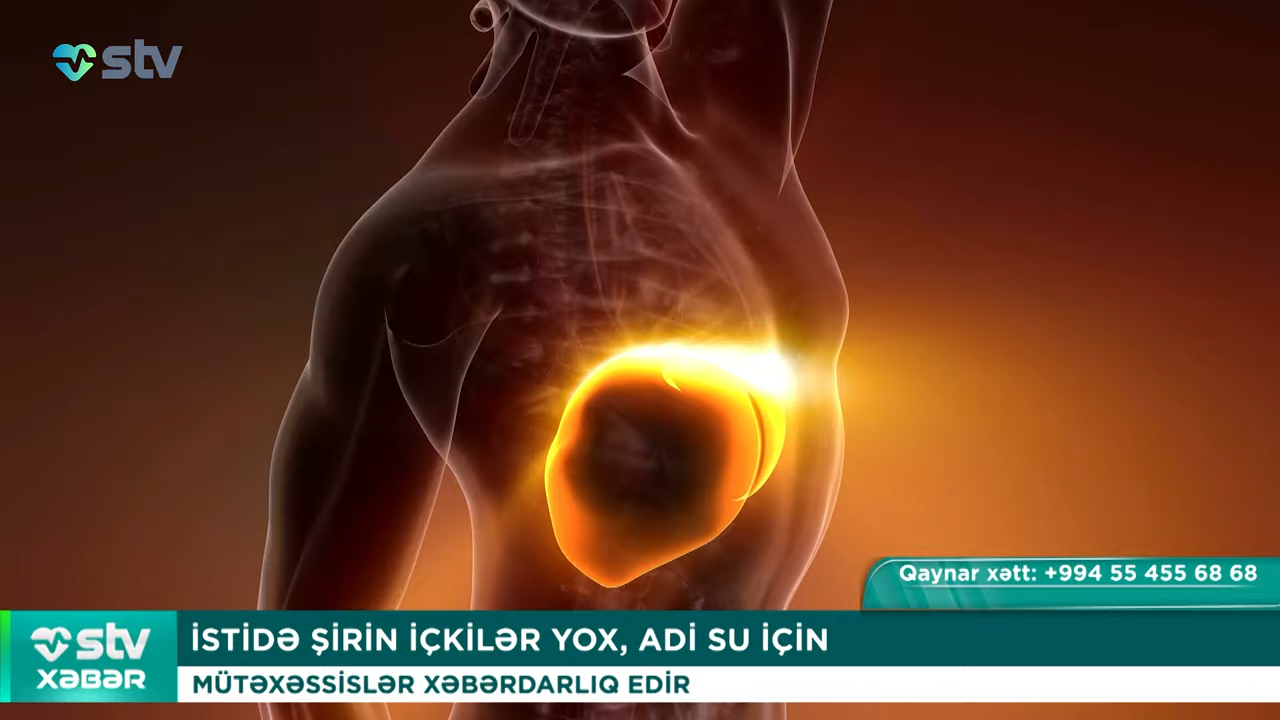 stv
Qaynar xətt: +994 55 455 68 68
stv
XƏBƏR
İSTİDƏ ŞİRİN İÇKİLƏR YOX, ADİ SU İÇİN
MÜTƏXƏSSİSLƏR XƏBƏRDARLIQ EDİR